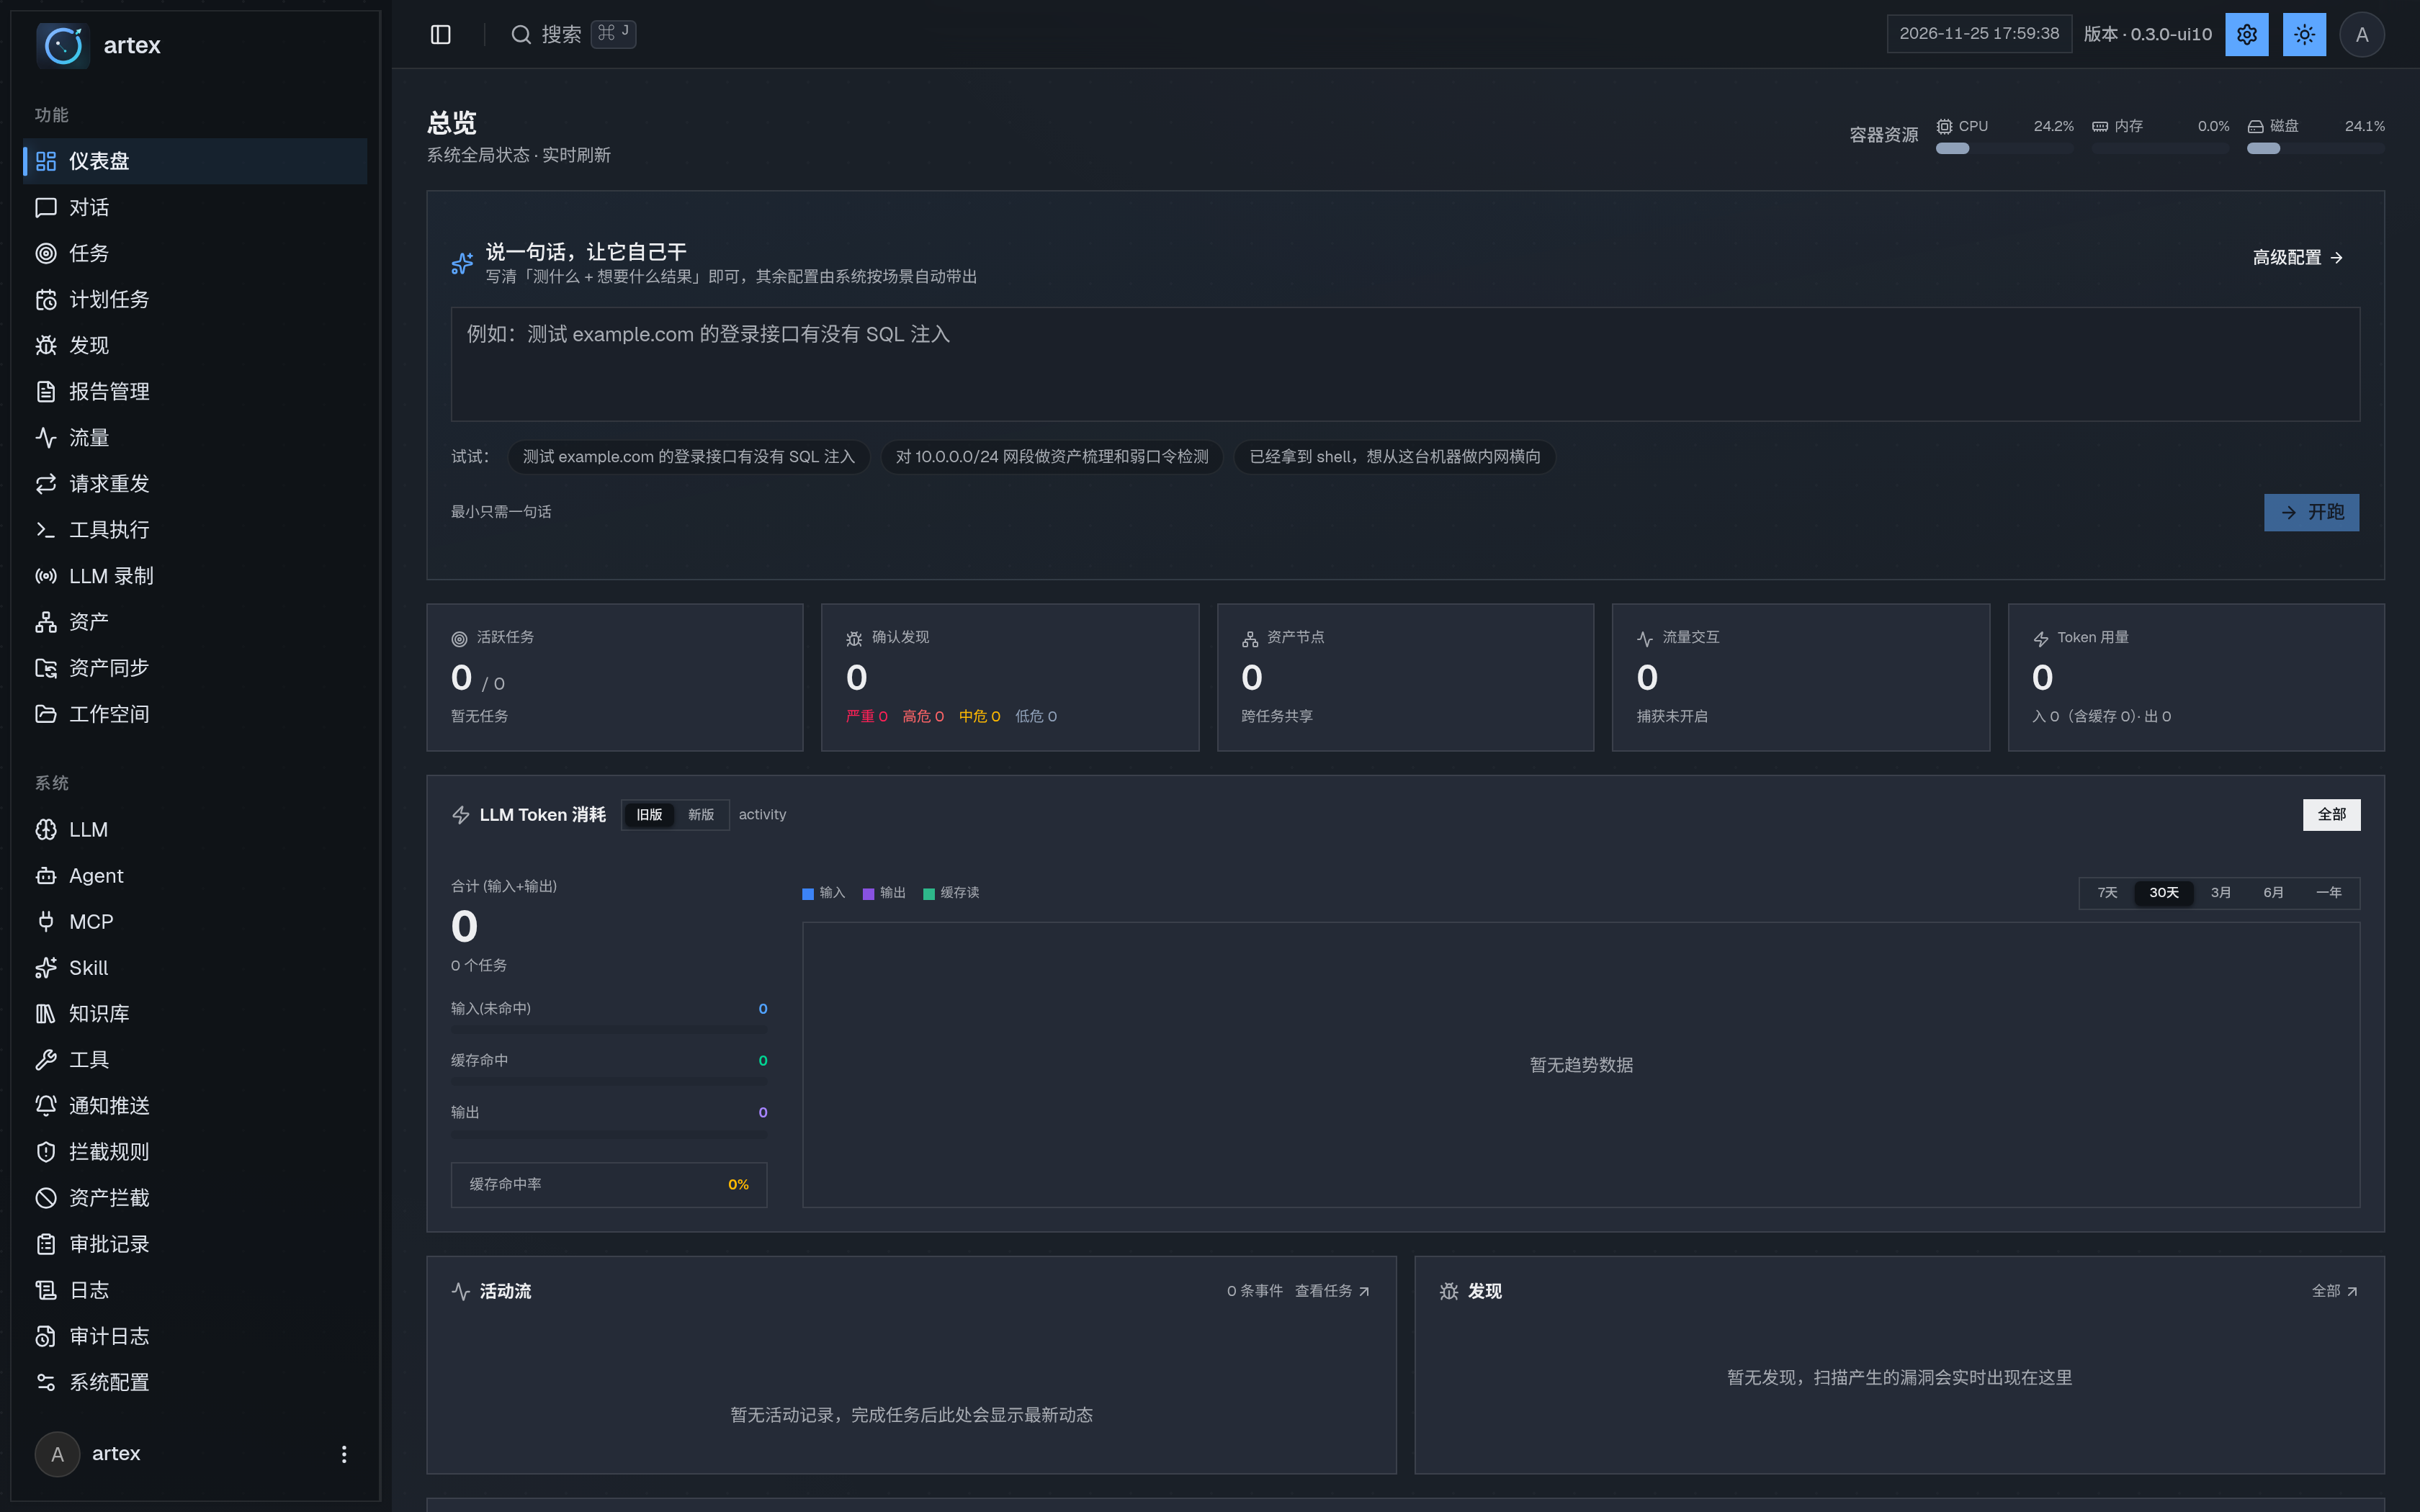 artex
功能
仪表盘
对话
任务
计划任务
发现
报告管理
流量
请求重发
工具执行
LLM 录制
资产
资产同步
工作空间
系统
LLM
Agent
MCP
Skill
知识库
工具
通知推送
拦截规则
资产拦截
审批记录
日志
审计日志
系统配置
A artex
搜索 ⌘ J
2026-11-25 17:59:38 版本 · 0.3.0-ui10 A
总览
系统全局状态 · 实时刷新
容器资源 CPU 24.2% 内存 0.0% 磁盘 24.1%
说一句话，让它自己干
写清「测什么 + 想要什么结果」即可，其余配置由系统按场景自动带出
高级配置 →
例如：测试 example.com 的登录接口有没有 SQL 注入
试试： 测试 example.com 的登录接口有没有 SQL 注入 对 10.0.0.0/24 网段做资产梳理和弱口令检测 已经拿到 shell，想从这台机器做内网横向
最小只需一句话
→ 开跑
活跃任务
0 / 0
暂无任务
确认发现
0
严重 0 高危 0 中危 0 低危 0
资产节点
0
跨任务共享
流量交互
0
捕获未开启
Token 用量
0
入 0（含缓存 0）· 出 0
LLM Token 消耗 旧版 新版 activity 全部
合计 (输入+输出)
0
0 个任务
输入(未命中) 0
缓存命中 0
输出 0
缓存命中率 0%
输入 输出 缓存读
7天 30天 3月 6月 一年
暂无趋势数据
活动流 0 条事件 查看任务
暂无活动记录，完成任务后此处会显示最新动态
发现 全部
暂无发现，扫描产生的漏洞会实时出现在这里